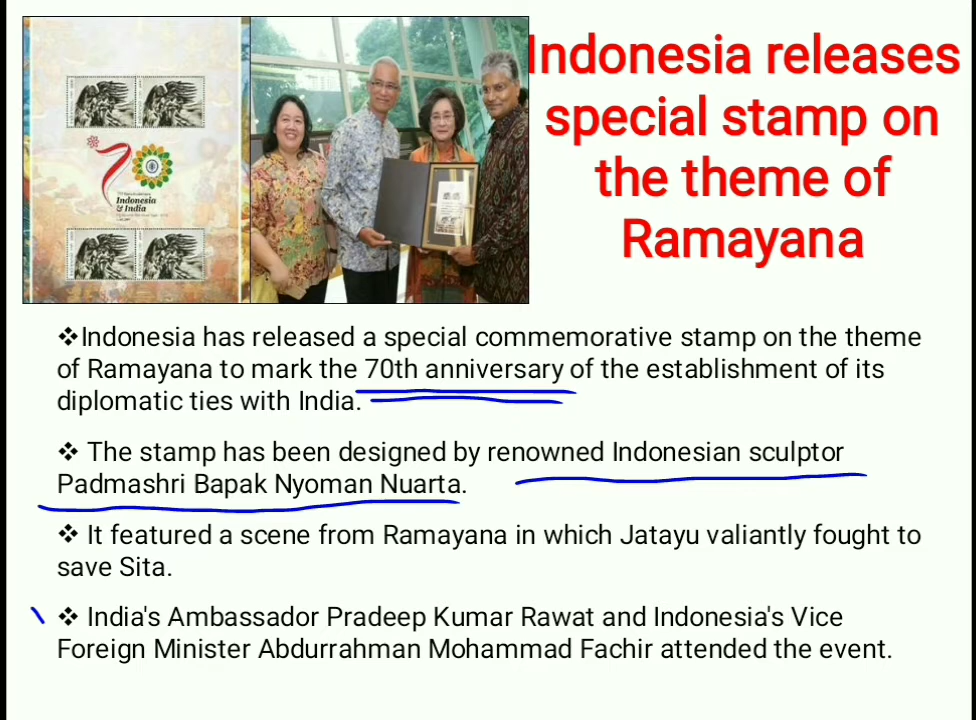 Indonesia releases
special stamp on
the theme of
Ramayana
Indonesia
& India
❖Indonesia has released a special commemorative stamp on the theme
of Ramayana to mark the 70th anniversary of the establishment of its
diplomatic ties with India.
❖ The stamp has been designed by renowned Indonesian sculptor
Padmashri Bapak Nyoman Nuarta.
❖ It featured a scene from Ramayana in which Jatayu valiantly fought to
save Sita.
❖ India's Ambassador Pradeep Kumar Rawat and Indonesia's Vice
Foreign Minister Abdurrahman Mohammad Fachir attended the event.